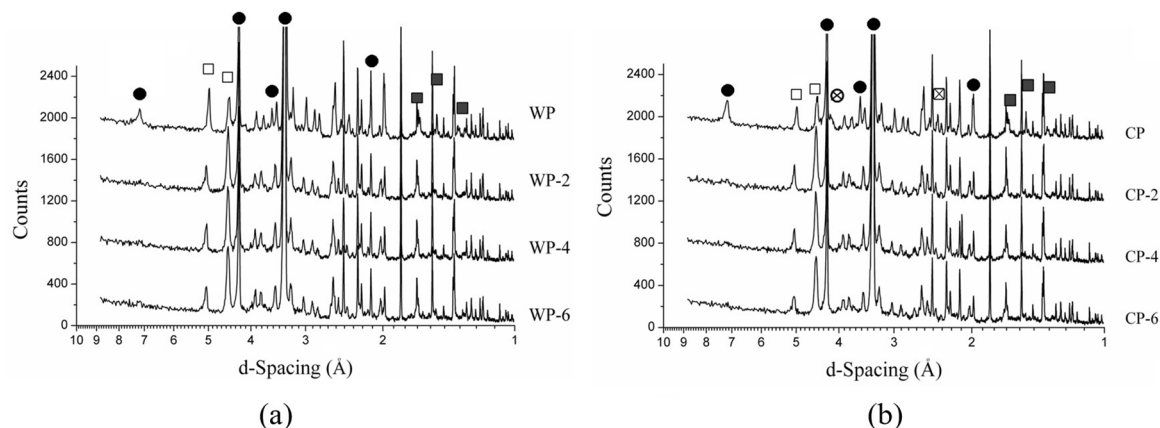 2400
2000
1600
1200
800
400
0
Counts
WP
WP-2
WP-4
WP-6
10 9 8 7 6 5 4 3 2 1
d-Spacing (Å)
(a)
2400
2000
1600
1200
800
400
0
Counts
CP
CP-2
CP-4
CP-6
10 9 8 7 6 5 4 3 2 1
d-Spacing (Å)
(b)